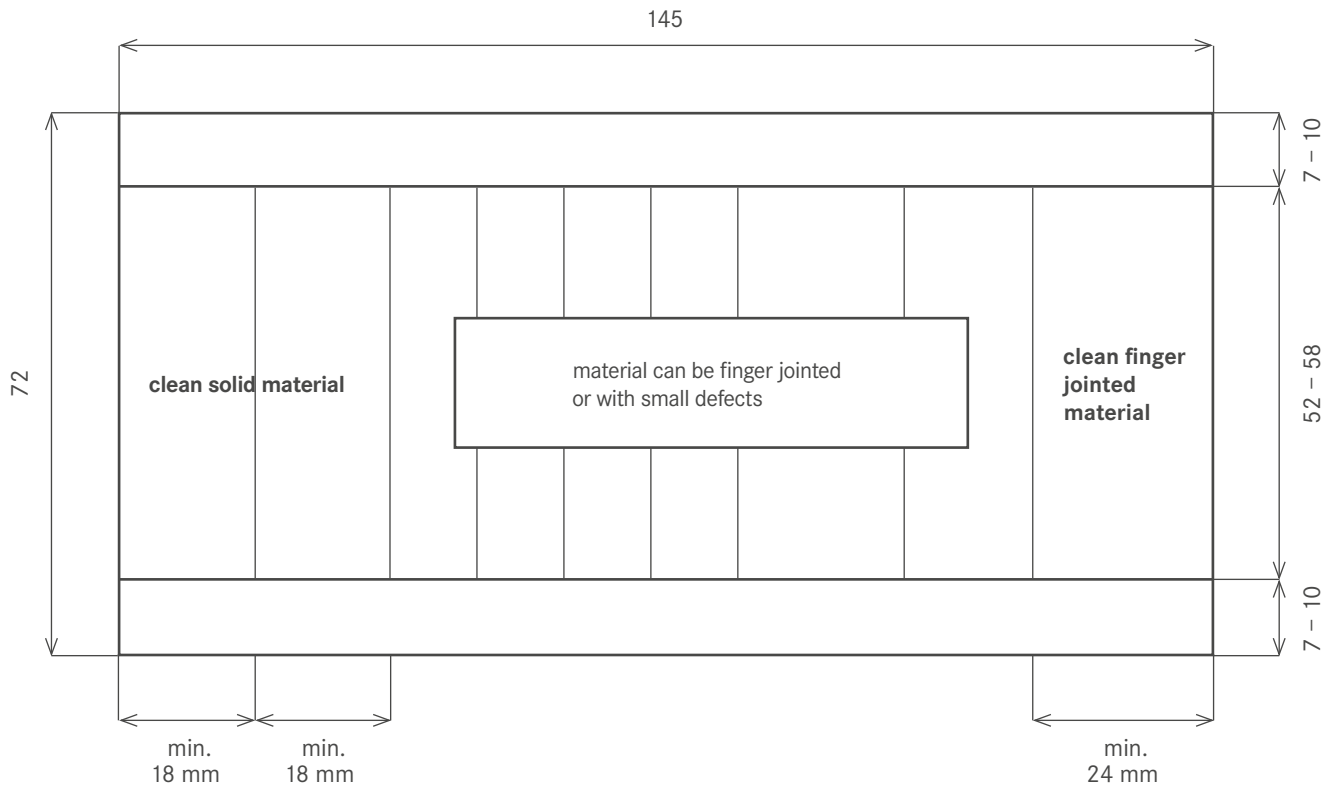 145
7 – 10
72
clean solid material
material can be finger jointed
or with small defects
clean finger
jointed
material
52 – 58
7 – 10
min.
18 mm
min.
18 mm
min.
24 mm